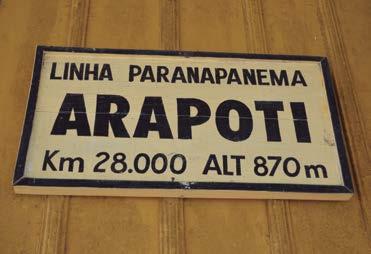 LINHA PARANAPANEMA
ARAPOTI
Km 28.000 ALT 870m